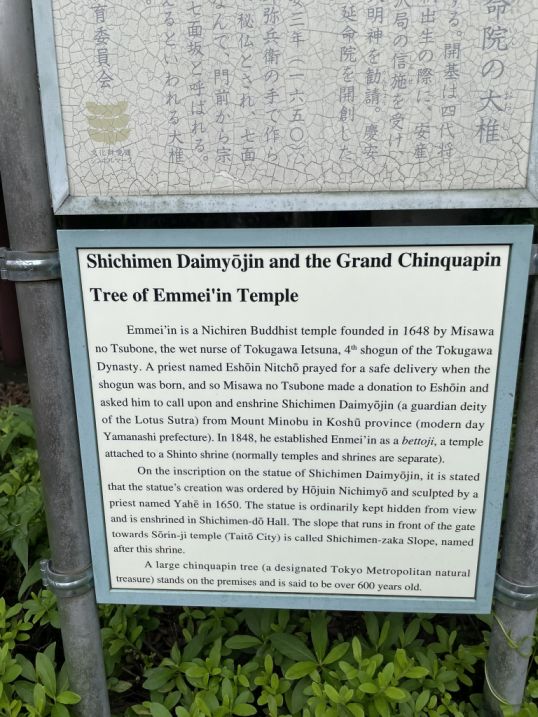 命院の大椎
する。開基は四代将
出生の際に、安産
沢局の信施を受け、
明神を勧請。慶安
延命院を開創した
三年（一六五〇）
弥兵衛の手で作ら
秘仏とされ、七面
なんで、門前から宗
七面坂と呼ばれる。
えるといわれる大椎
。
育委員会
文化財愛護
シンボルマーク
Shichimen Daimyōjin and the Grand Chinquapin
Tree of Emmei'in Temple
Emmei'in is a Nichiren Buddhist temple founded in 1648 by Misawa
no Tsubone, the wet nurse of Tokugawa Ietsuna, 4th shogun of the Tokugawa
Dynasty. A priest named Eshōin Nitchō prayed for a safe delivery when the
shogun was born, and so Misawa no Tsubone made a donation to Eshōin and
asked him to call upon and enshrine Shichimen Daimyōjin (a guardian deity
of the Lotus Sutra) from Mount Minobu in Koshū province (modern day
Yamanashi prefecture). In 1848, he established Enmei'in as a bettoji, a temple
attached to a Shinto shrine (normally temples and shrines are separate).
On the inscription on the statue of Shichimen Daimyōjin, it is stated
that the statue's creation was ordered by Hōjuin Nichimyō and sculpted by a
priest named Yahē in 1650. The statue is ordinarily kept hidden from view
and is enshrined in Shichimen-dō Hall. The slope that runs in front of the gate
towards Sōrin-ji temple (Taitō City) is called Shichimen-zaka Slope, named
after this shrine.
A large chinquapin tree (a designated Tokyo Metropolitan natural
treasure) stands on the premises and is said to be over 600 years old.